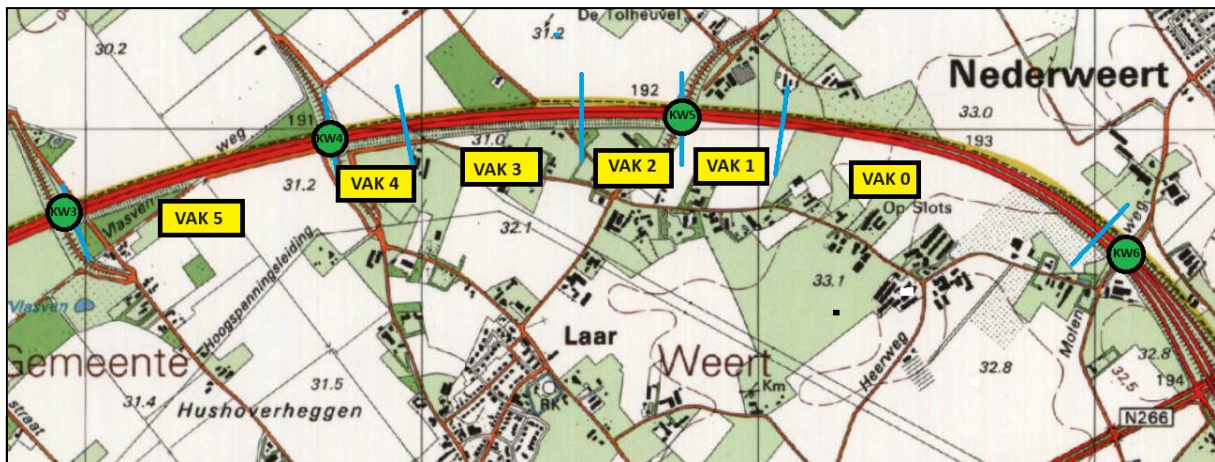 De Tolheuvel
30.2
31.2
192
Nederweert
33.0
191
KW4
KW5
193
weg
31.0
VAK 3
VAK 2
VAK 1
VAK 4
VAK 0
31.2
KW3
Vlasven
VAK 5
Op Slots
weg
KW6
32.1
33.1
Hoogspanningsleiding
Vlasven
Laar
Weert
Gemeente
Heerweg
Molen
32.8
32.8
32.5
194
31.5
31.4
Hushoverheggen
Km
RK
N266
straat